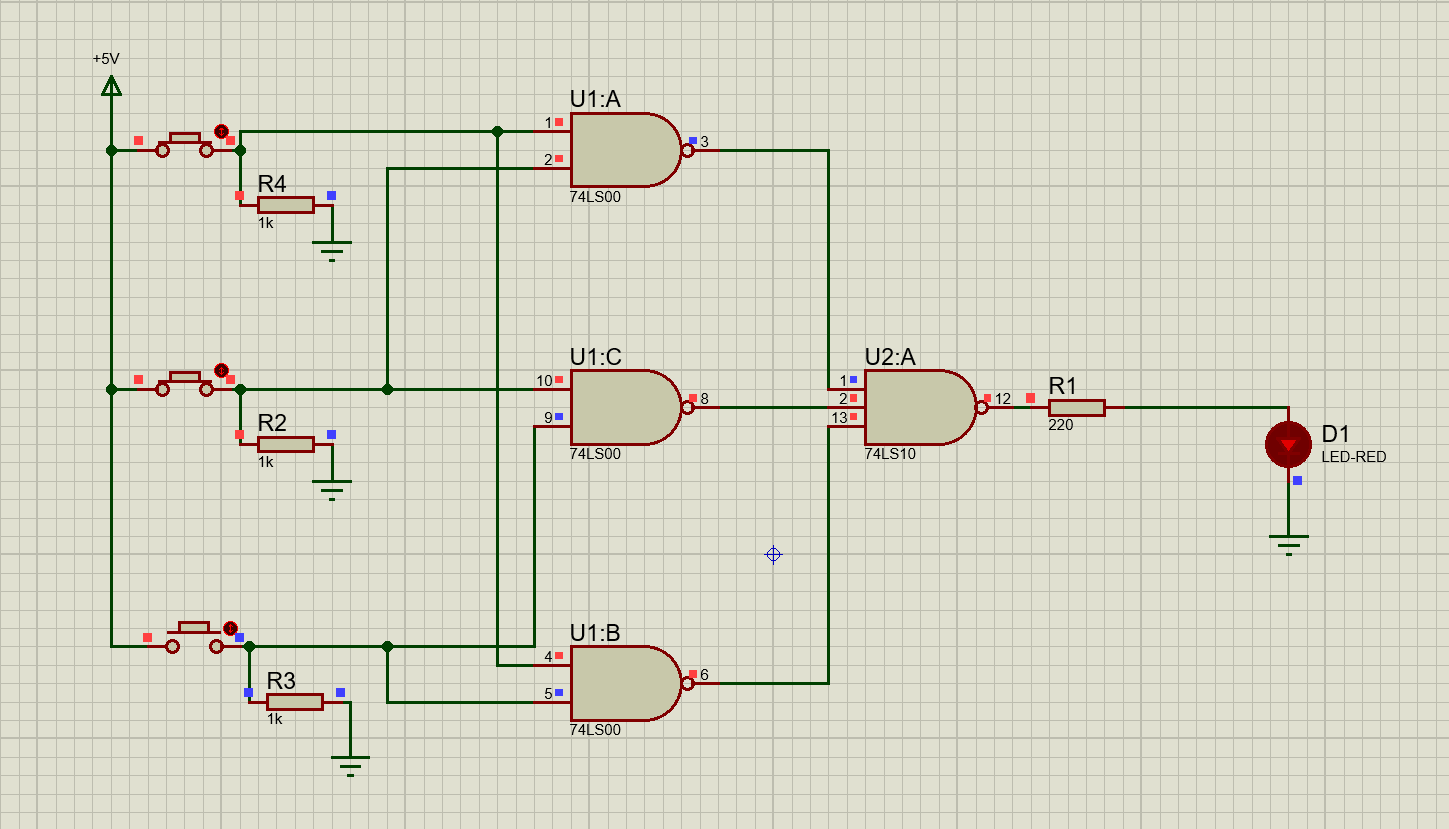 +5V
U1:A
1
2
3
74LS00
R4
1k
U1:C
10
9
8
74LS00
U2:A
1
2
13
12
74LS10
R1
220
D1
LED-RED
R2
1k
U1:B
4
5
6
74LS00
R3
1k